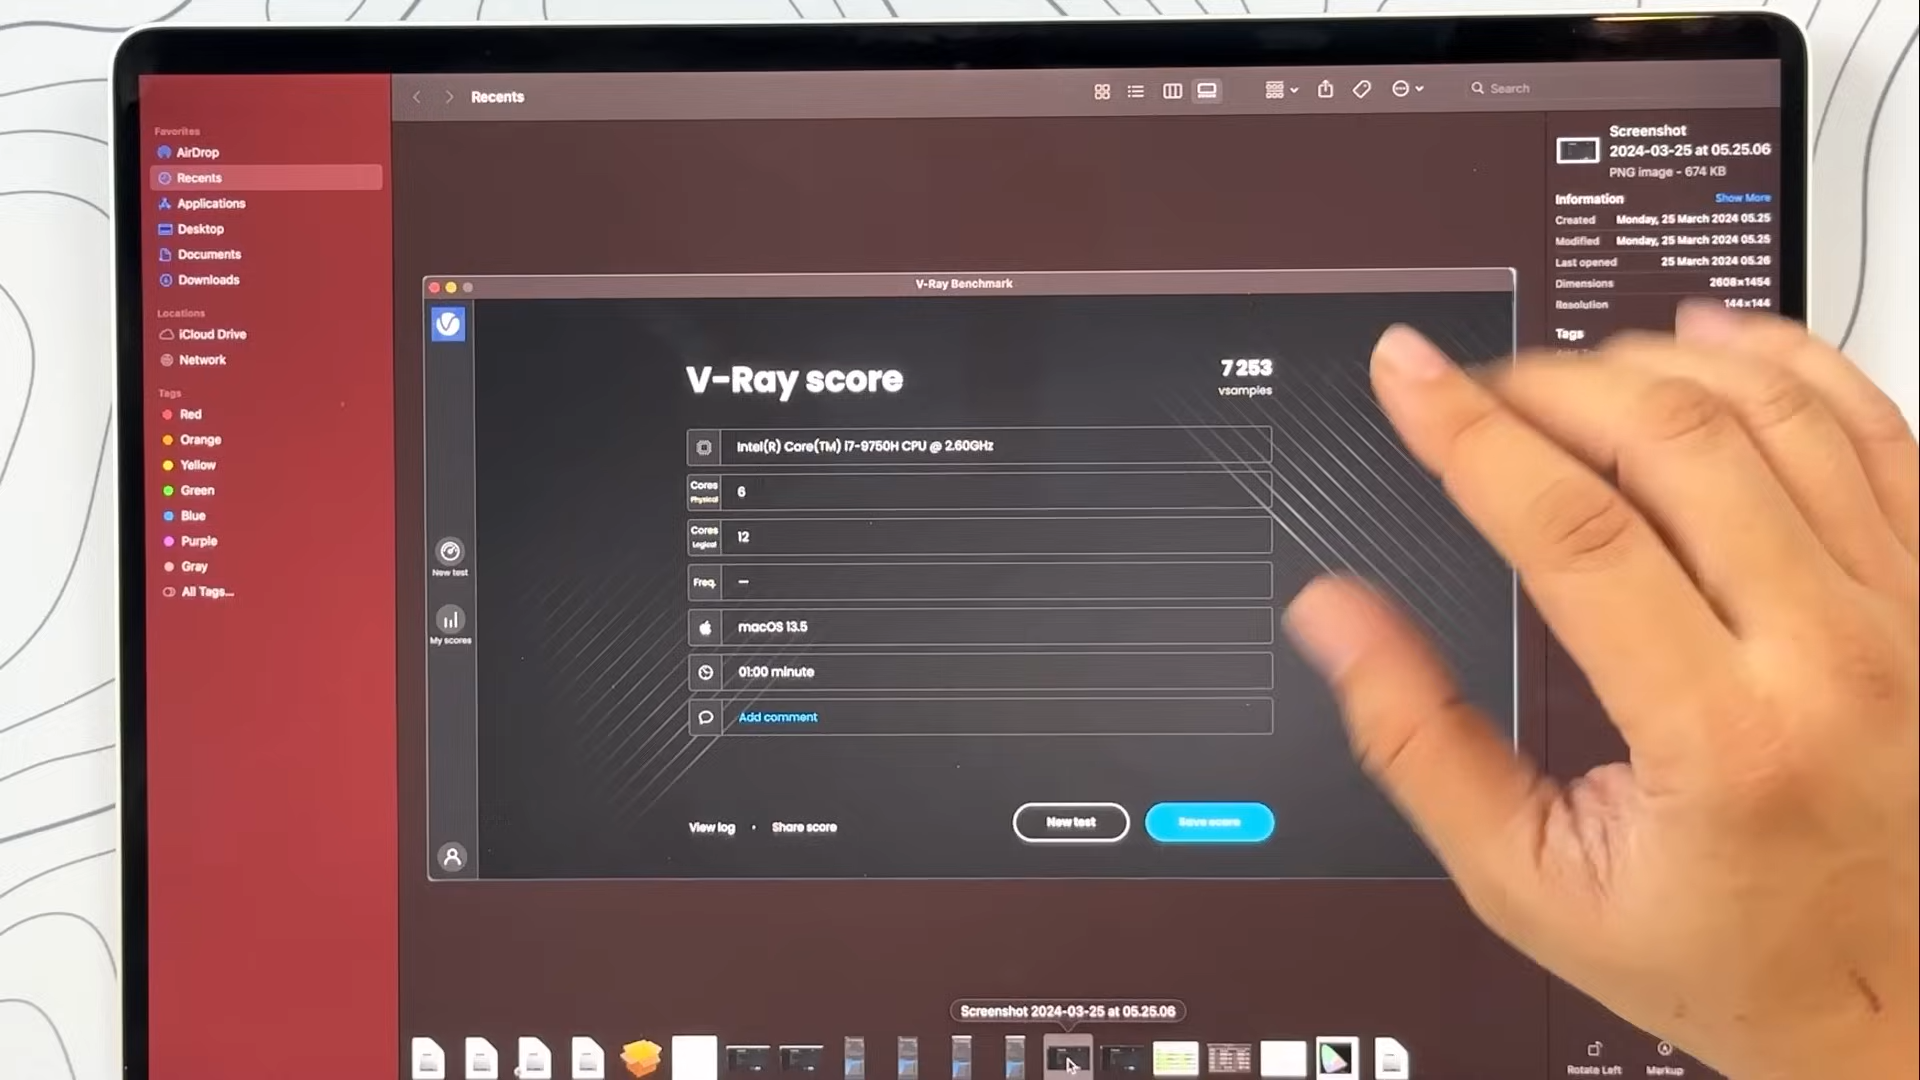 Recents
Search
Favorites
AirDrop
Recents
Applications
Desktop
Documents
Downloads
Locations
iCloud Drive
Network
Tags
Red
Orange
Yellow
Green
Blue
Purple
Gray
All Tags...
V-Ray Benchmark
V-Ray score
7 253
vsamples
Intel(R) Core(TM) i7-9750H CPU @ 2.60GHz
Cores
Physical
6
Cores
Logical
12
Freq.
—
macOS 13.5
01:00 minute
Add comment
New test
My scores
View log • Share score
New test
Save score
Screenshot
2024-03-25 at 05.25.06
PNG image - 674 KB
Information
Show More
Created Monday, 25 March 2024 05.25
Modified Monday, 25 March 2024 05.25
Last opened 25 March 2024 05.26
Dimensions 2608×1454
Resolution 144×144
Tags
Screenshot 2024-03-25 at 05.25.06
Rotate Left
Markup